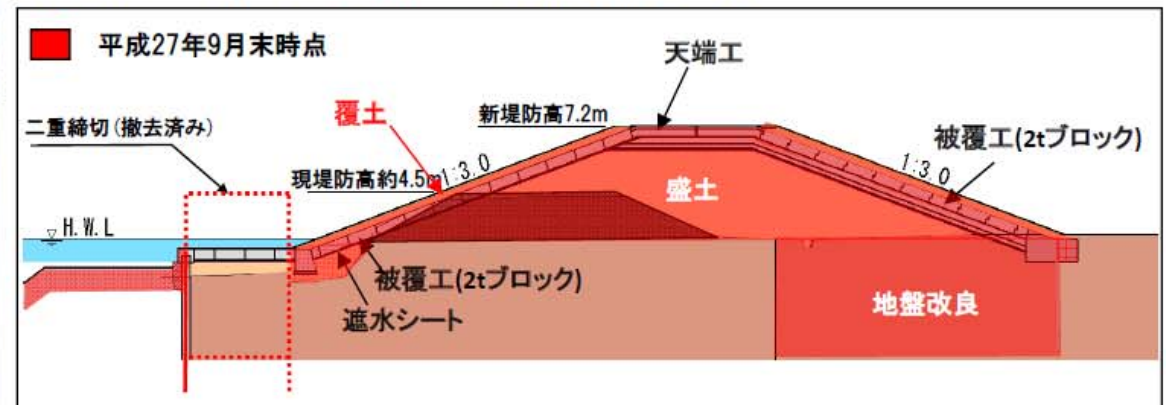 平成27年9月末時点
天端工
二重締切(撤去済み)
覆土
新堤防高7.2m
被覆工(2tブロック)
1:3.0
1:3.0
現堤防高約4.5m
盛土
H.W.L
被覆工(2tブロック)
地盤改良
遮水シート